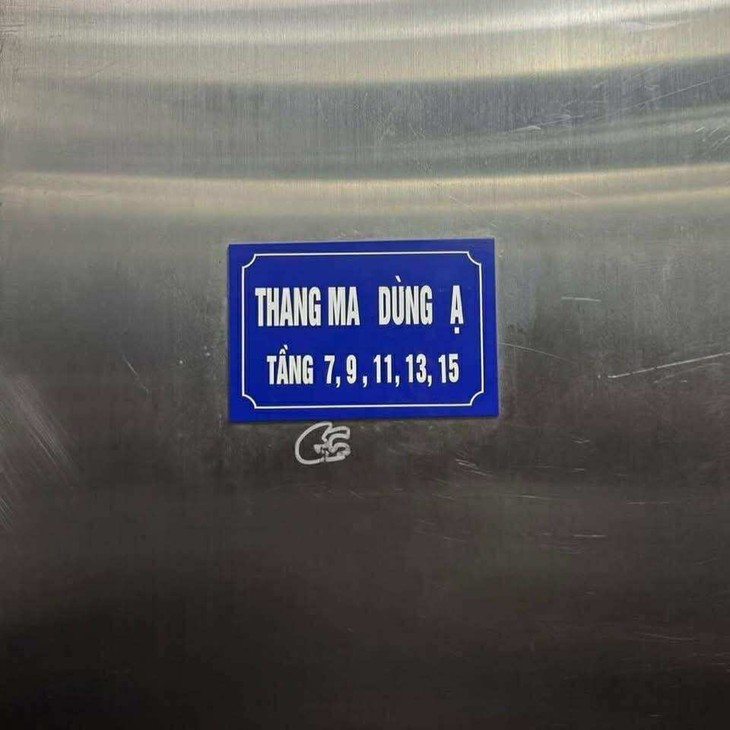 THANG MA DÙNG Ạ
TẦNG 7, 9, 11, 13, 15